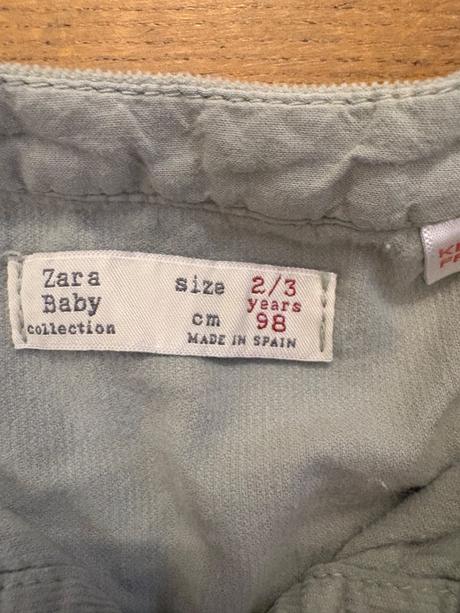 Zara
Baby
collection
size 2/3
years
cm 98
MADE IN SPAIN